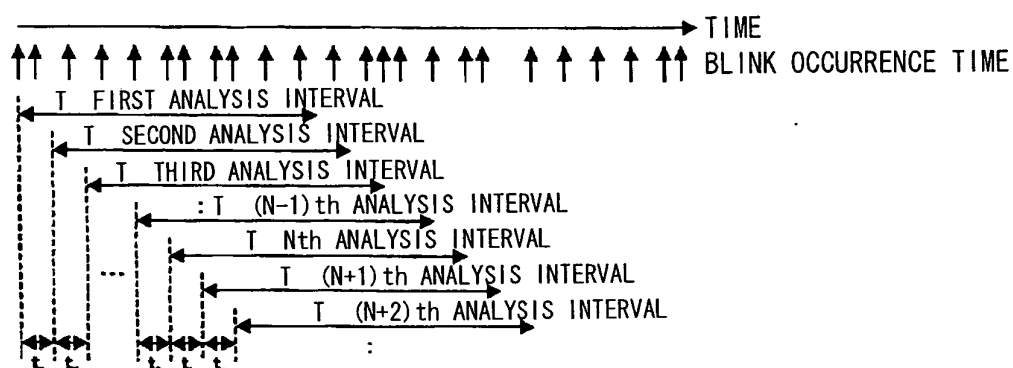 TIME
BLINK OCCURRENCE TIME
T FIRST ANALYSIS INTERVAL
T SECOND ANALYSIS INTERVAL
T THIRD ANALYSIS INTERVAL
:T (N-1)th ANALYSIS INTERVAL
T Nth ANALYSIS INTERVAL
... T (N+1)th ANALYSIS INTERVAL
T (N+2)th ANALYSIS INTERVAL
: